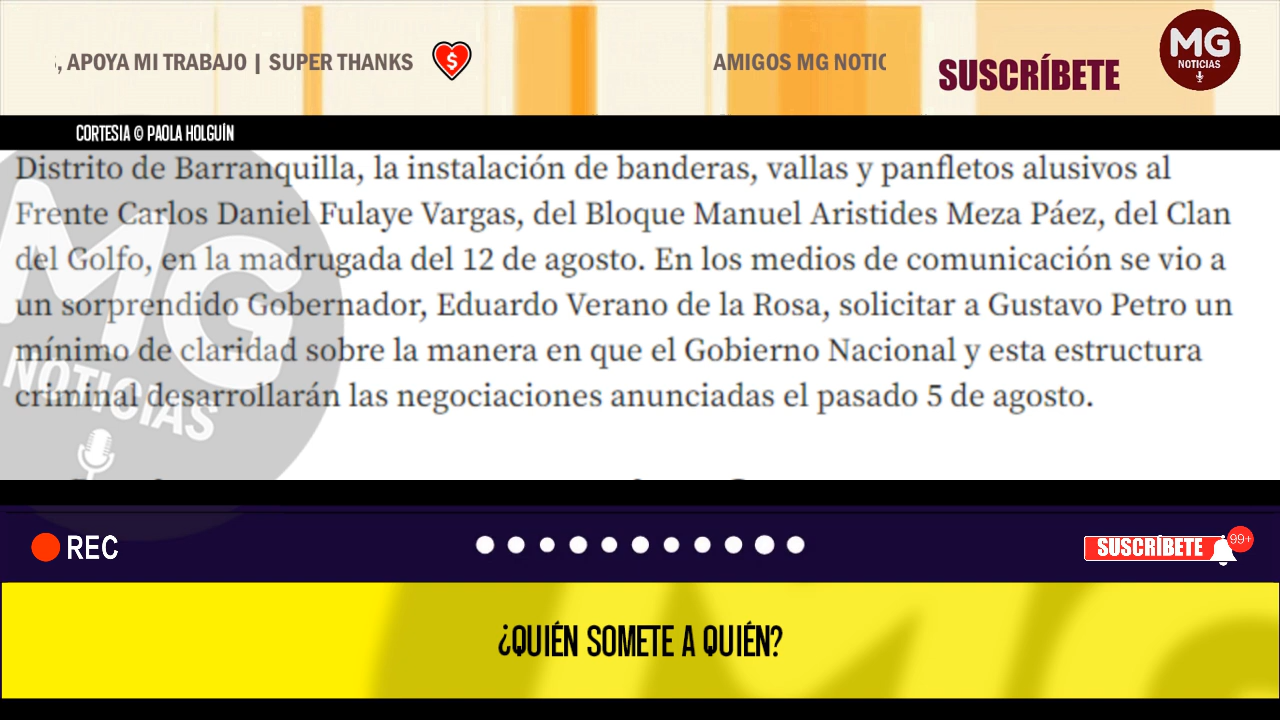 , APOYA MI TRABAJO | SUPER THANKS
AMIGOS MG NOTIC
SUSCRÍBETE
MG
NOTICIAS
CORTESIA © PAOLA HOLGUÍN
Distrito de Barranquilla, la instalación de banderas, vallas y panfletos alusivos al
Frente Carlos Daniel Fulaye Vargas, del Bloque Manuel Aristides Meza Páez, del Clan
del Golfo, en la madrugada del 12 de agosto. En los medios de comunicación se vio a
un sorprendido Gobernador, Eduardo Verano de la Rosa, solicitar a Gustavo Petro un
mínimo de claridad sobre la manera en que el Gobierno Nacional y esta estructura
criminal desarrollarán las negociaciones anunciadas el pasado 5 de agosto.
MG
NOTICIAS
REC
SUSCRÍBETE
99+
¿QUIÉN SOMETE A QUIÉN?